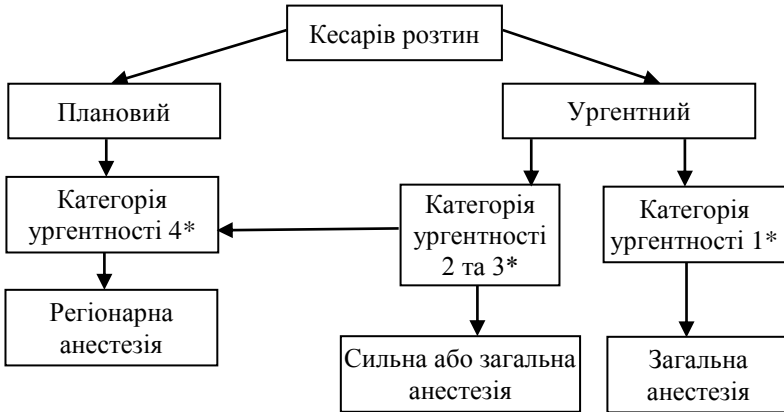 Кесарів розтин
Плановий
Ургентний
Категорія
ургентності 4*
Категорія
ургентності
2 та 3*
Категорія
ургентності 1*
Регіонарна
анестезія
Сильна або загальна
анестезія
Загальна
анестезія